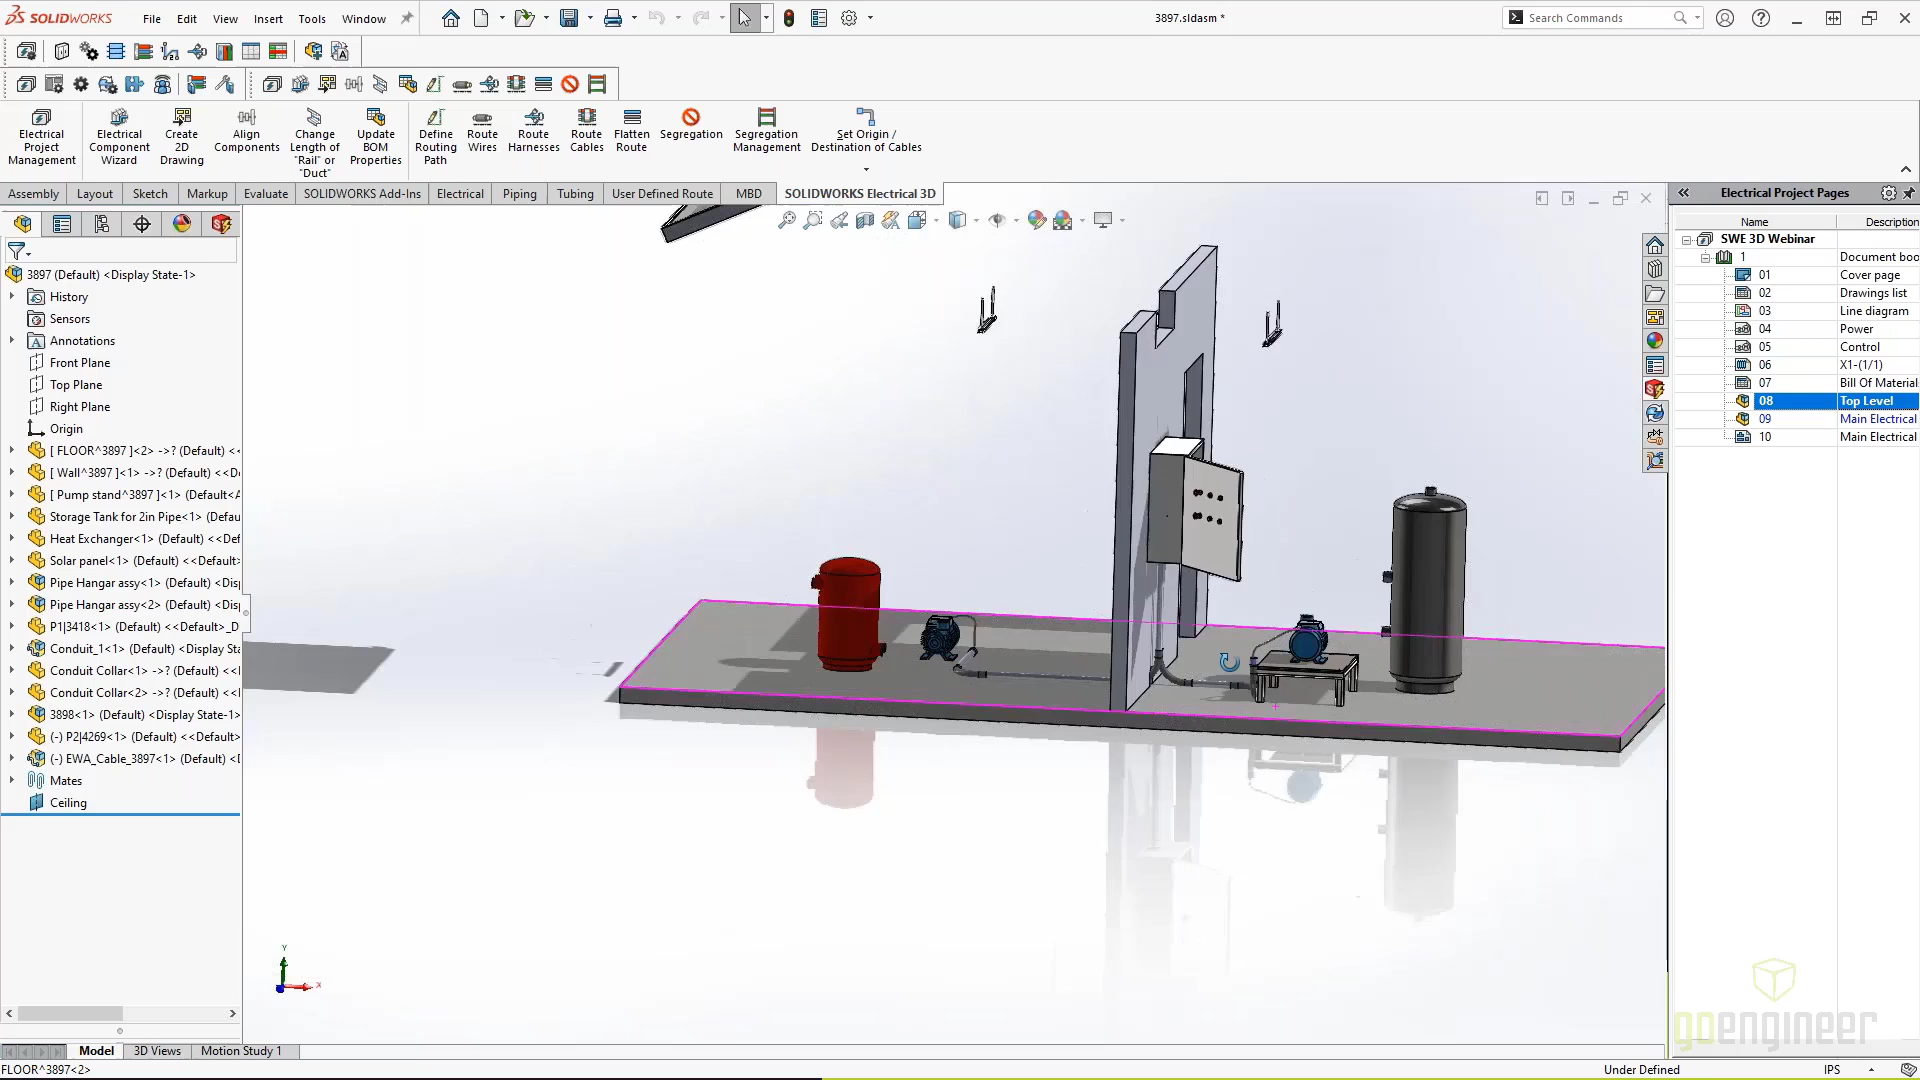 SOLIDWORKS File Edit View Insert Tools Window 3897.sldasm * Search Commands
Electrical Project Management
Electrical Component Wizard
Create 2D Drawing
Align Components
Change Length of "Rail" or "Duct"
Update BOM Properties
Define Routing Path
Route Wires
Route Harnesses
Route Cables
Flatten Route
Segregation
Segregation Management
Set Origin / Destination of Cables
Assembly Layout Sketch Markup Evaluate SOLIDWORKS Add-Ins Electrical Piping Tubing User Defined Route MBD SOLIDWORKS Electrical 3D
3897 (Default) <Display State-1>
History
Sensors
Annotations
Front Plane
Top Plane
Right Plane
Origin
[ FLOOR^3897 ]<2> ->? (Default) <<
[ Wall^3897 ]<1> ->? (Default) <<D
[ Pump stand^3897 ]<1> (Default<A
Storage Tank for 2in Pipe<1> (Defau
Heat Exchanger<1> (Default) <<Def
Solar panel<1> (Default) <<Default>
Pipe Hangar assy<1> (Default) <Disp
Pipe Hangar assy<2> (Default) <Disp
P1|3418<1> (Default) <<Default>_D
Conduit_1<1> (Default) <Display Sta
Conduit Collar<1> -> (Default) <<I
Conduit Collar<2> -> (Default) <<I
3898<1> (Default) <Display State-1>
(-) P2|4269<1> (Default) <<Default>
(-) EWA_Cable_3897<1> (Default) <[
Mates
Ceiling
Y
X
Electrical Project Pages
Name Description
SWE 3D Webinar
1 Document boo
01 Cover page
02 Drawings list
03 Line diagram
04 Power
05 Control
06 X1-(1/1)
07 Bill Of Material
08 Top Level
09 Main Electrical
10 Main Electrical
goengineer
Model 3D Views Motion Study 1
FLOOR^3897<2> Under Defined IPS